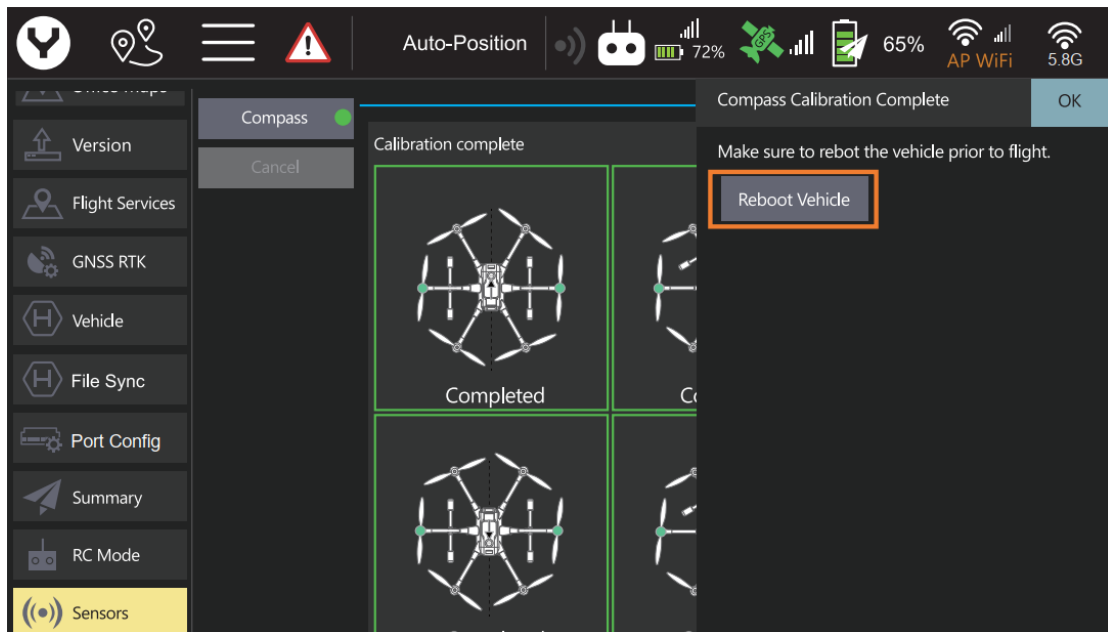 Auto-Position
72%
GPS
65%
AP WiFi
5.8G
Version
Flight Services
GNSS RTK
Vehicle
File Sync
Port Config
Summary
RC Mode
Sensors
Compass
Cancel
Calibration complete
Completed
Compass Calibration Complete
OK
Make sure to rebot the vehicle prior to flight.
Reboot Vehicle